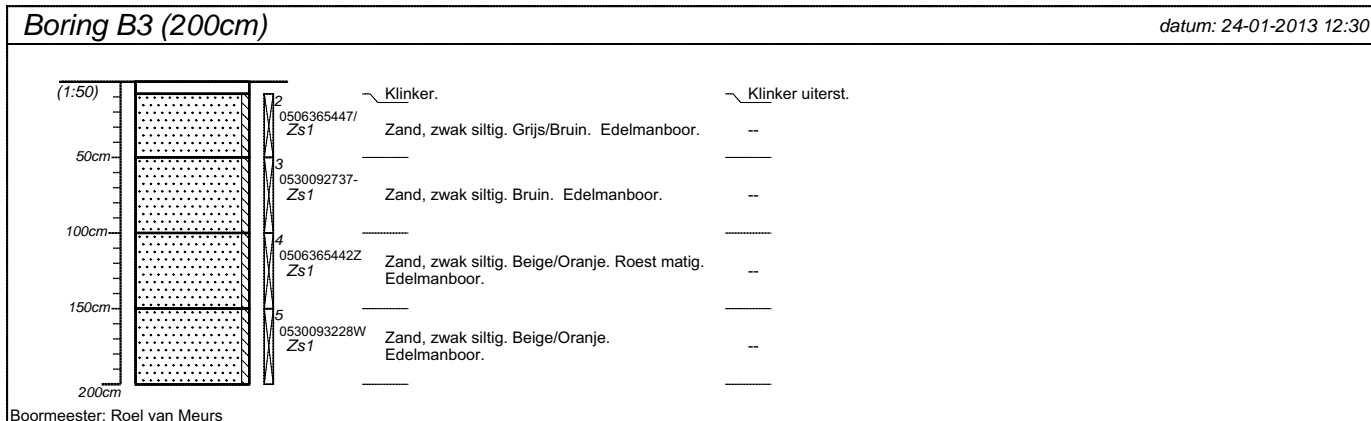 Boring B3 (200cm)
datum: 24-01-2013 12:30
(1:50)
Klinker.
Klinker uiterst.
2
0506365447/
Zs1
Zand, zwak siltig. Grijs/Bruin. Edelmanboor.
--
50cm
3
0530092737-
Zs1
Zand, zwak siltig. Bruin. Edelmanboor.
--
100cm
4
0506365442Z
Zs1
Zand, zwak siltig. Beige/Oranje. Roest matig.
Edelmanboor.
--
150cm
5
0530093228W
Zs1
Zand, zwak siltig. Beige/Oranje.
Edelmanboor.
--
200cm
Boormeester: Roel van Meurs